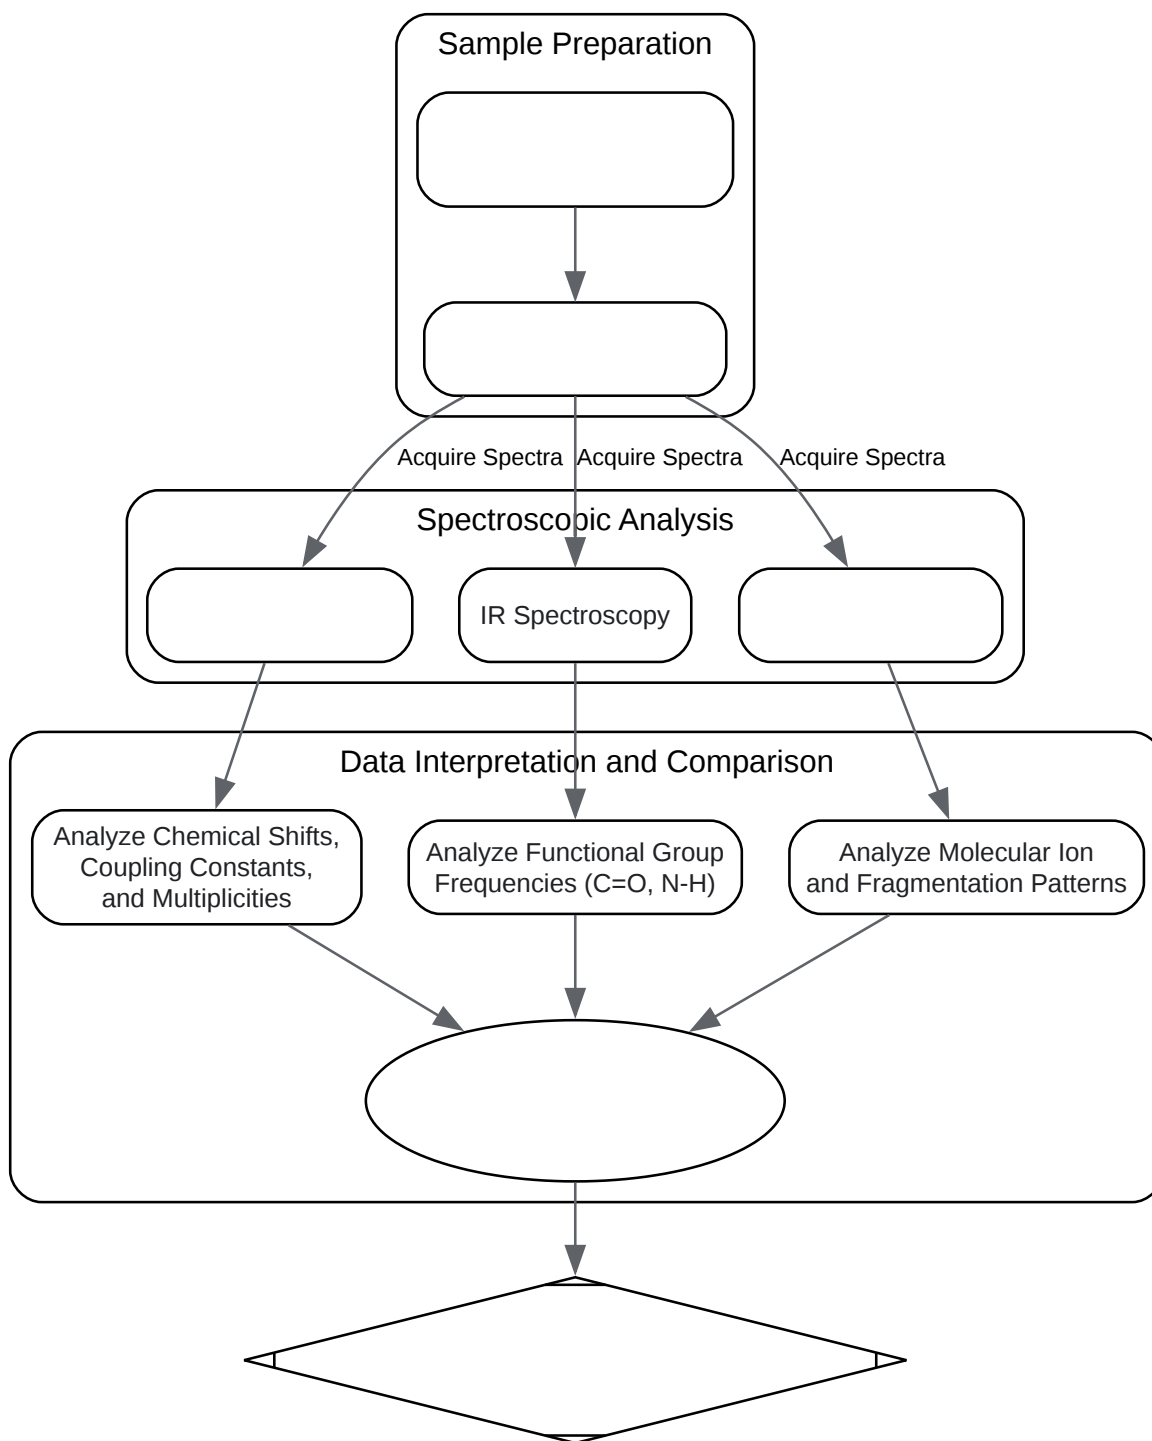 Sample Preparation
Acquire Spectra
Acquire Spectra
Acquire Spectra
Spectroscopic Analysis
IR Spectroscopy
Data Interpretation and Comparison
Analyze Chemical Shifts,
Coupling Constants,
and Multiplicities
Analyze Functional Group
Frequencies (C=O, N-H)
Analyze Molecular Ion
and Fragmentation Patterns